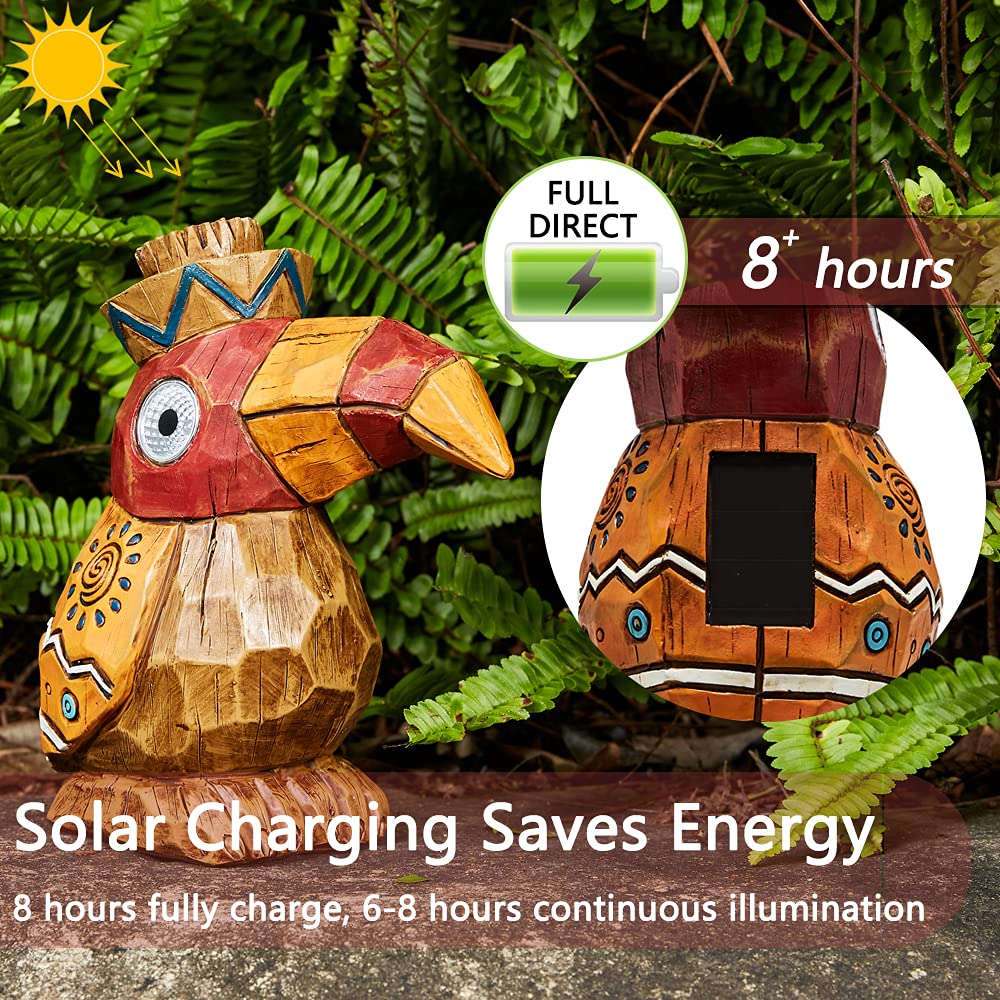 FULL
DIRECT
8+ hours
Solar Charging Saves Energy
8 hours fully charge, 6-8 hours continuous illumination